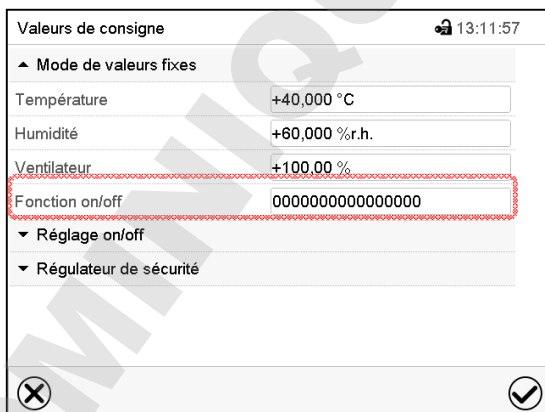 Valeurs de consigne 13:11:57
Mode de valeurs fixes
Température +40,000 °C
Humidité +60,000 %r.h.
Ventilateur +100,00 %
Fonction on/off 0000000000000000
Réglage on/off
Régulateur de sécurité